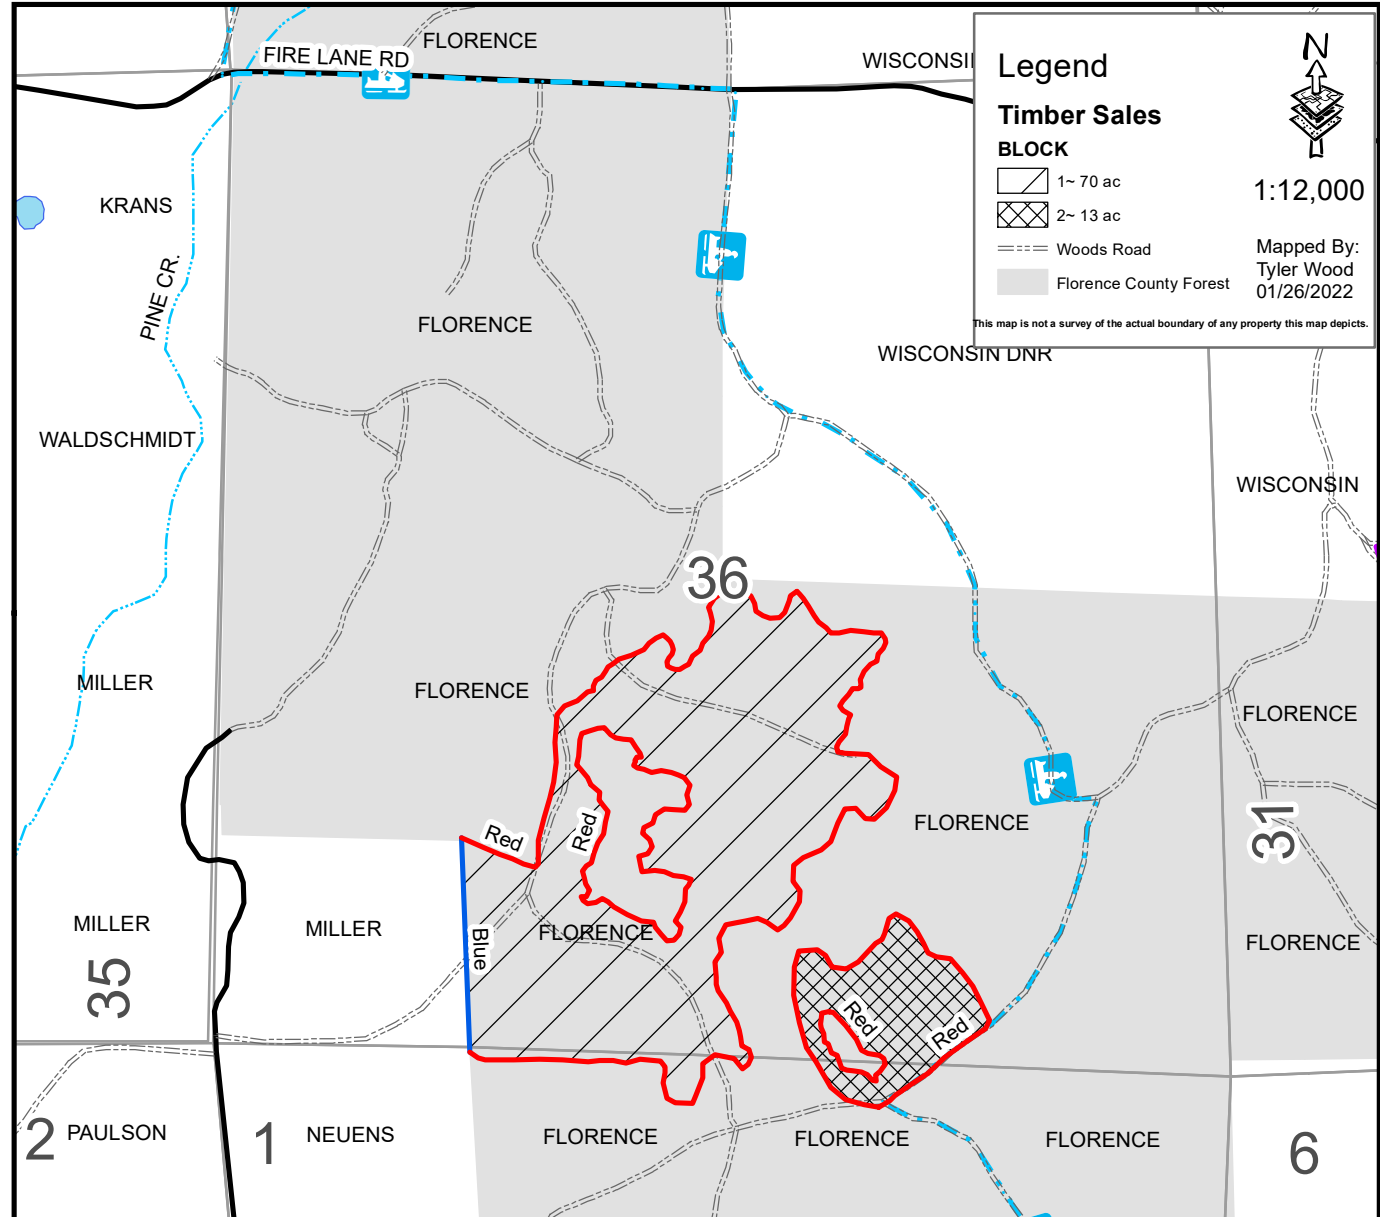 FLORENCE
FIRE LANE RD
WISCONSI
Legend
Timber Sales
BLOCK
1~ 70 ac
2~ 13 ac
Woods Road
Florence County Forest
N
1:12,000
Mapped By:
Tyler Wood
01/26/2022
This map is not a survey of the actual boundary of any property this map depicts.
KRANS
PINE CR.
FLORENCE
WISCONSIN DNR
WALDSCHMIDT
WISCONSIN
36
MILLER
FLORENCE
FLORENCE
Red
Red
FLORENCE
31
MILLER
35
MILLER
Blue
FLORENCE
FLORENCE
Red
Red
2
PAULSON
1
NEUENS
FLORENCE
FLORENCE
FLORENCE
6